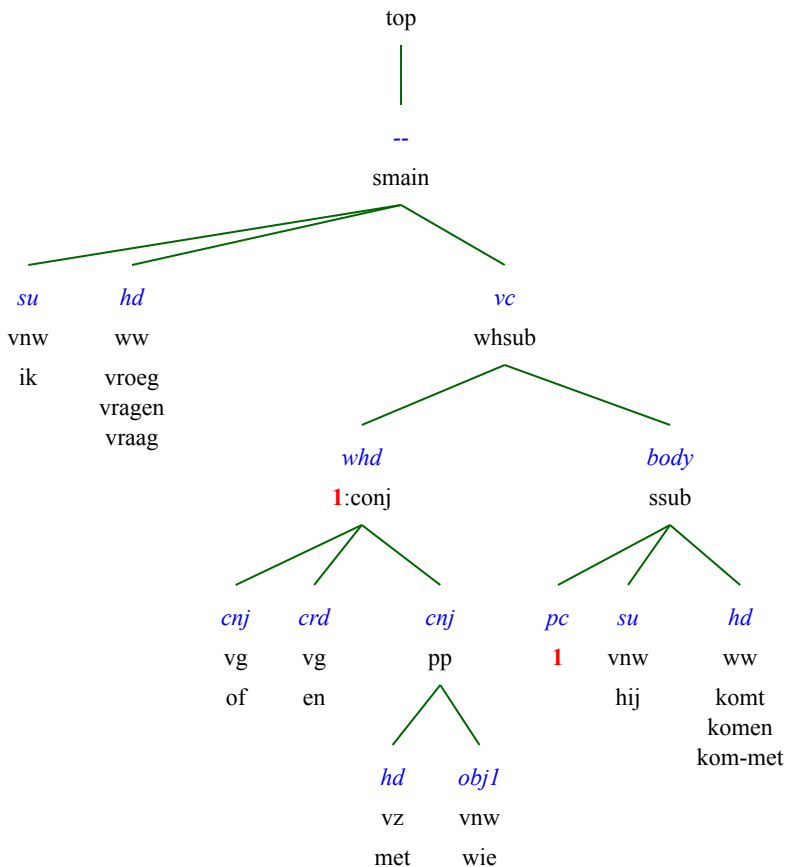 top
--
smain
su hd vc
vnw ww whsub
ik vroeg
vragen
vraag
whd body
1:conj ssub
cnj crd cnj pc su hd
vg vg pp 1 vnw ww
of en hij komt
komen
kom-met
hd obj1
vz vnw
met wie